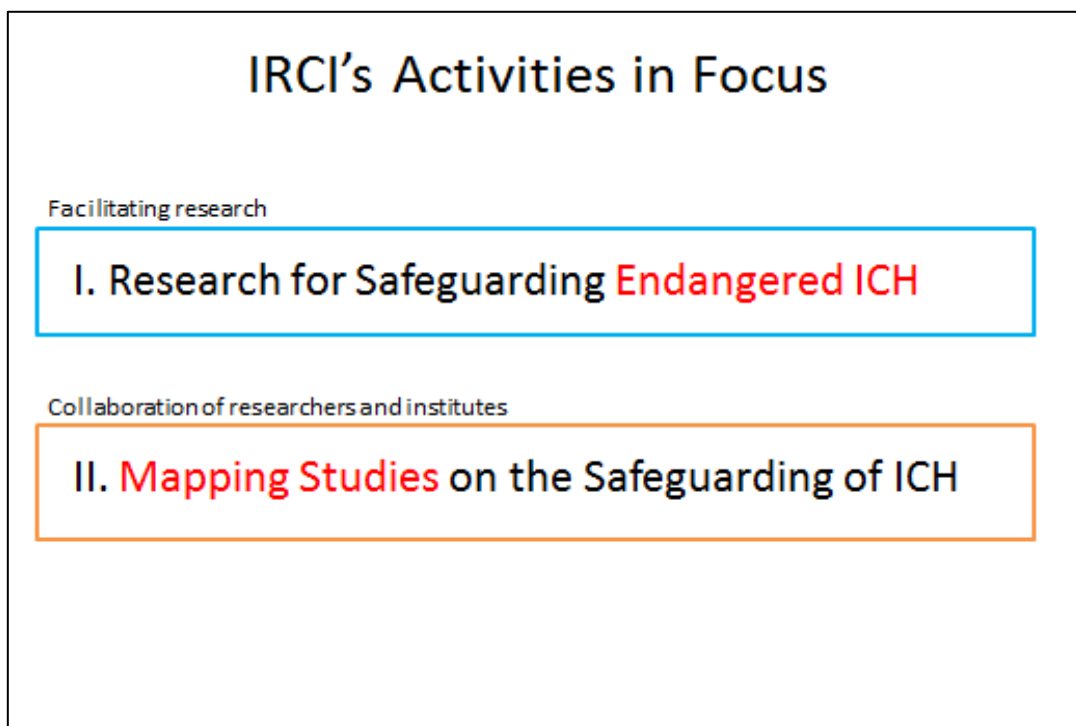 IRCI’s Activities in Focus
Facilitating research
I. Research for Safeguarding Endangered ICH
Collaboration of researchers and institutes
II. Mapping Studies on the Safeguarding of ICH